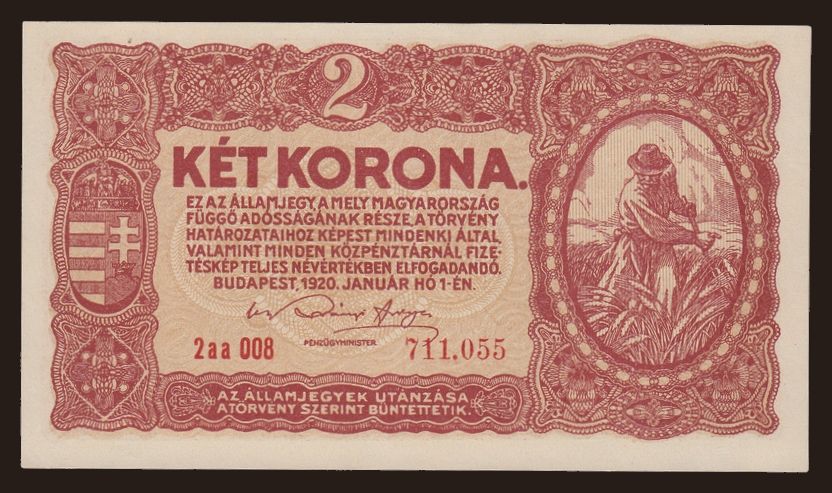 2
KÉT KORONA.
EZ AZ ÁLLAMJEGY, A MELY MAGYARORSZÁG
FÜGGŐ ADÓSSÁGÁNAK RÉSZE, A TÖRVÉNY
HATÁROZATAIHOZ KÉPEST MINDENKI ÁLTAL,
VALAMINT MINDEN KÖZPÉNZTÁRNÁL FIZE-
TÉSKÉP TELJES NÉVÉRTÉKBEN ELFOGADANDÓ.
BUDAPEST, 1920. JANUÁR HÓ 1-ÉN.
PÉNZÜGYMINISTER
2aa 008 711.055
AZ ÁLLAMJEGYEK UTÁNZÁSA
A TÖRVÉNY SZERINT BÜNTETTETIK.